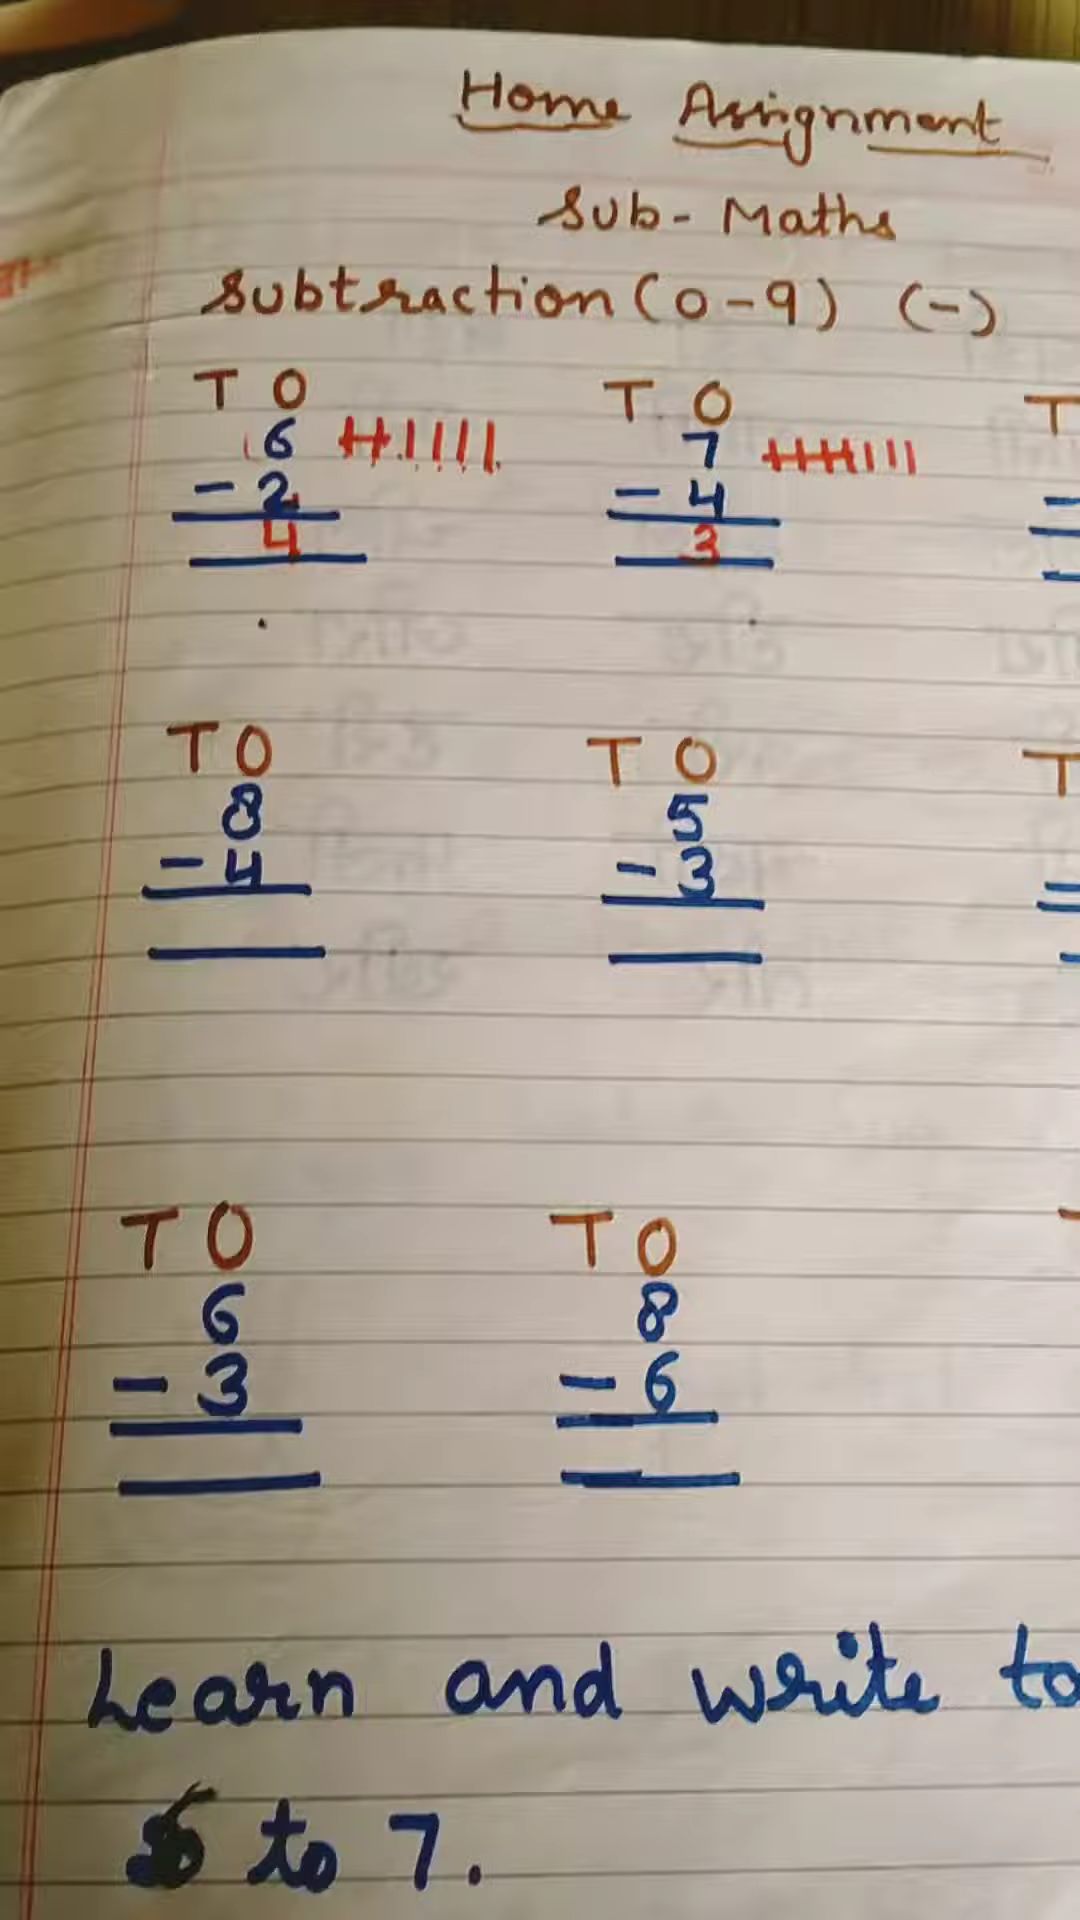 Home Assignment
Sub- Maths
Subtraction (0-9) (-)
T O T O T
6 7
- 2 - 4 -
4 3
T O T O T
8 5
- 4 - 3 -
T O T O
6 8
- 3 - 6
Learn and write to
to 7.